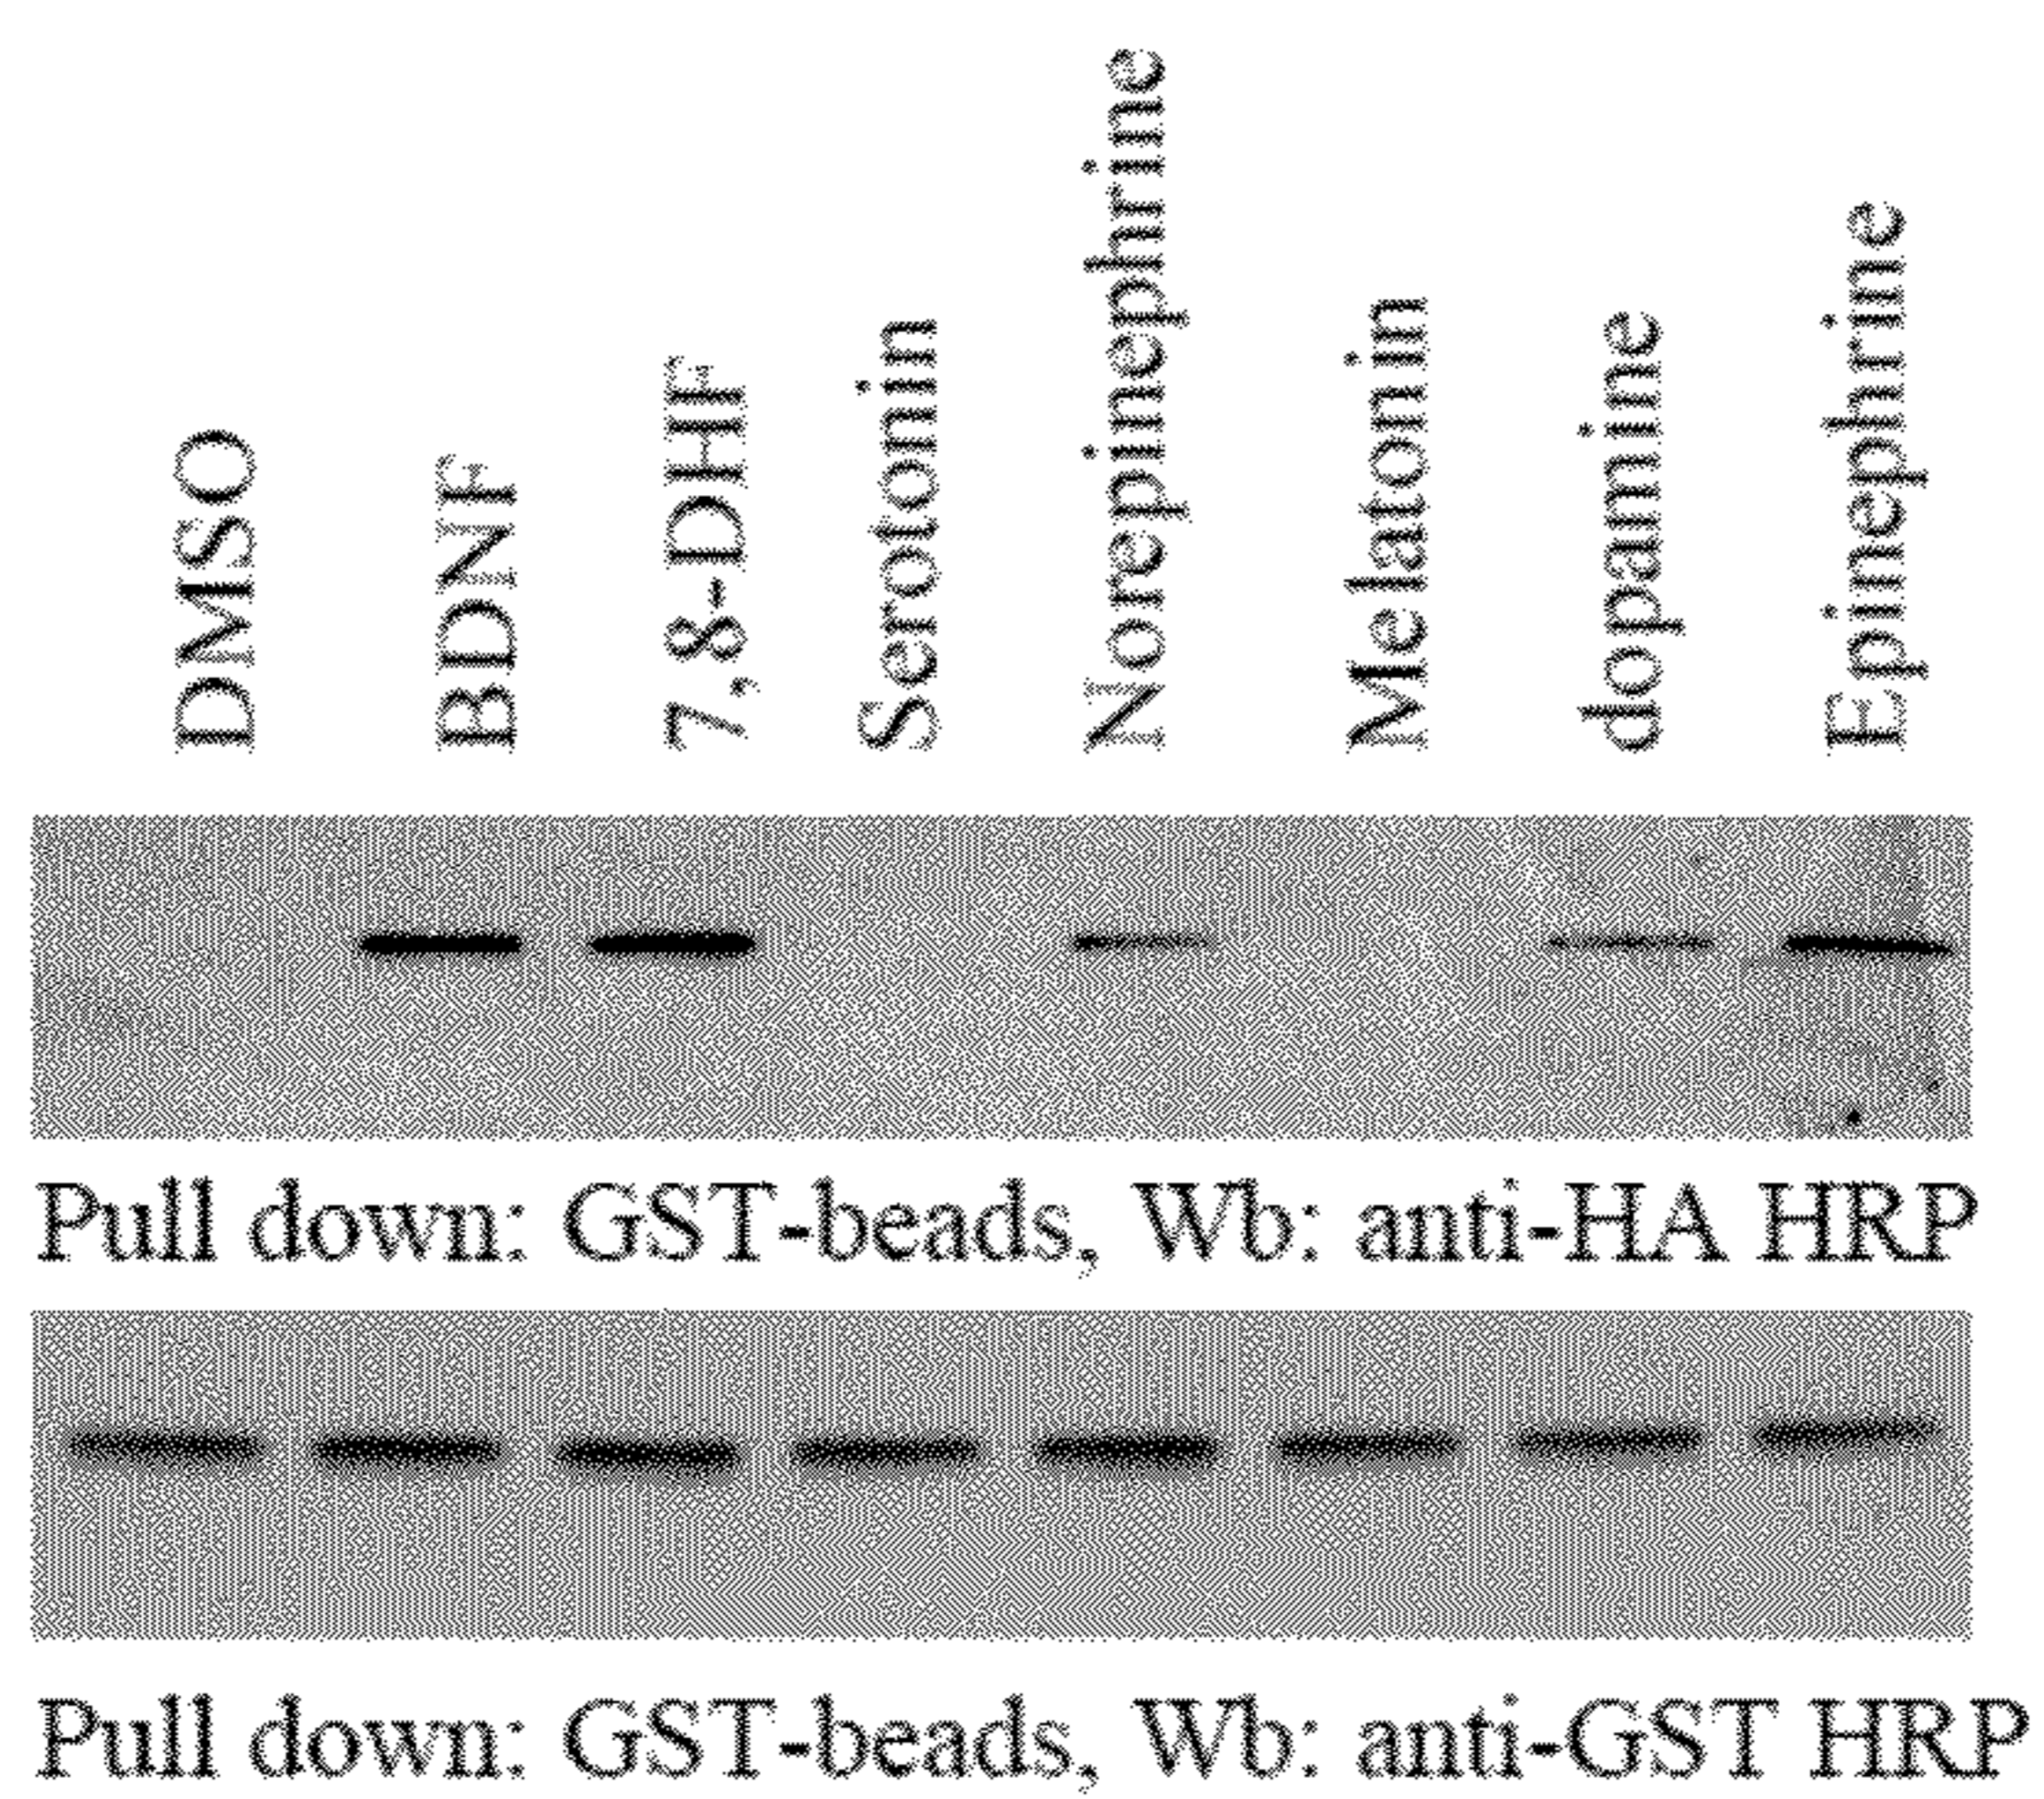 DMSO
BDNF
7,8-DHF
Serotonin
Norepinephrine
Melatonin
dopamine
Epinephrine
Pull down: GST-beads, Wb: anti-HA HRP
Pull down: GST-beads, Wb: anti-GST HRP